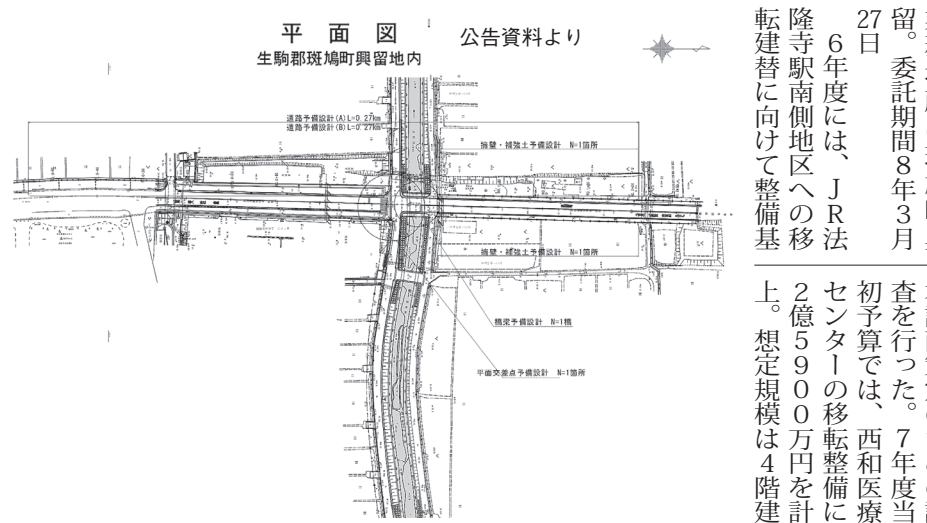 平面図
公告資料より
生駒郡斑鳩町興留地内
道路予備設計(A)L=0.27km
道路予備設計(B)L=0.27km
擁壁・補強土予備設計 N=1箇所
擁壁・補強土予備設計 N=1箇所
橋梁予備設計 N=1橋
平面交差点予備設計 N=1箇所
留。委託期間8年3月
27日
6年度には、JR法
隆寺駅南側地区への移
転建替に向けて整備基
査を行った。7年度当
初予算では、西和医療
センターの移転整備に
2億5900万円を計
上。想定規模は4階建